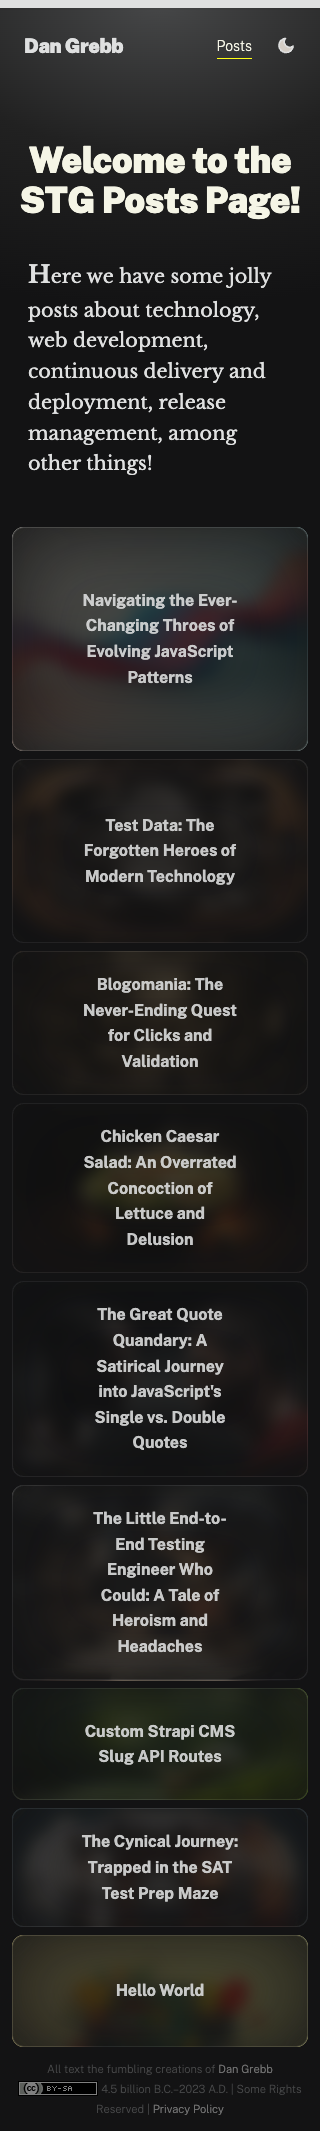 Dan Grebb
Posts
Welcome to the
STG Posts Page!
Here we have some jolly
posts about technology,
web development,
continuous delivery and
deployment, release
management, among
other things!
Navigating the Ever-
Changing Throes of
Evolving JavaScript
Patterns
Test Data: The
Forgotten Heroes of
Modern Technology
Blogomania: The
Never-Ending Quest
for Clicks and
Validation
Chicken Caesar
Salad: An Overrated
Concoction of
Lettuce and
Delusion
The Great Quote
Quandary: A
Satirical Journey
into JavaScript's
Single vs. Double
Quotes
The Little End-to-
End Testing
Engineer Who
Could: A Tale of
Heroism and
Headaches
Custom Strapi CMS
Slug API Routes
The Cynical Journey:
Trapped in the SAT
Test Prep Maze
Hello World
All text the fumbling creations of Dan Grebb
cc BY-SA 4.5 billion B.C.–2023 A.D. | Some Rights
Reserved | Privacy Policy